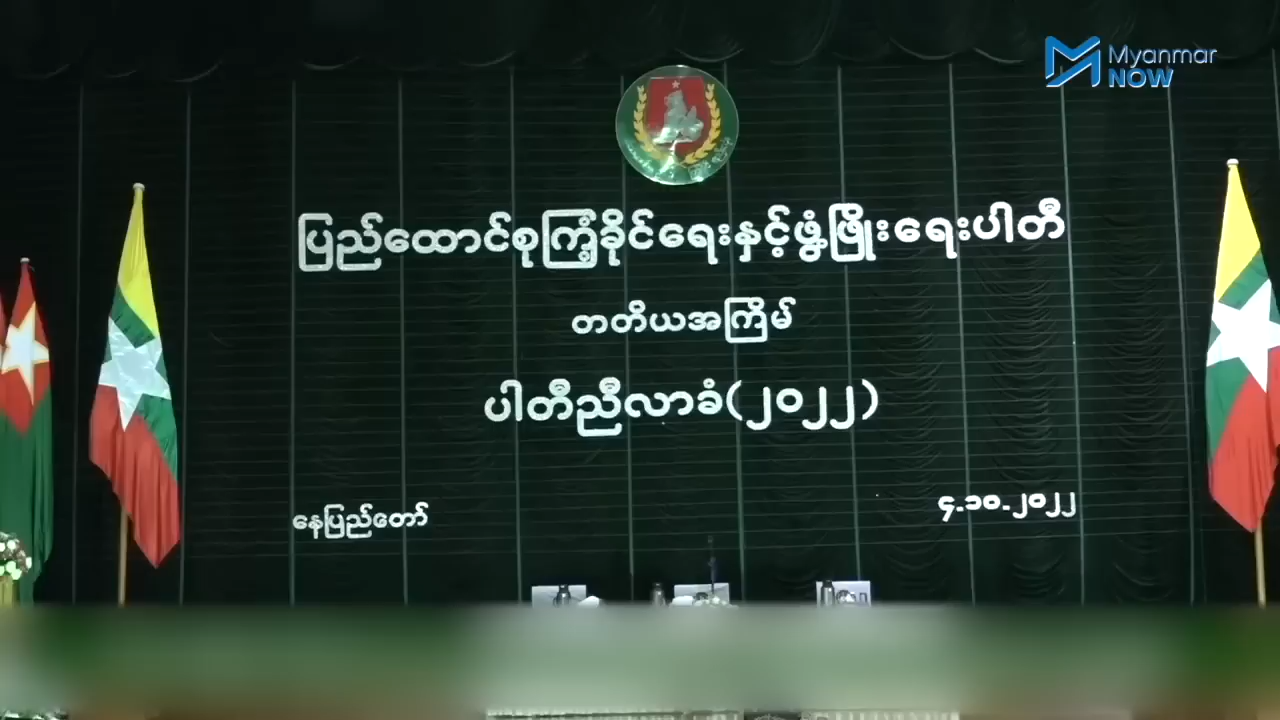 Myanmar
NOW
ပြည်ထောင်စုကြံ့ခိုင်ရေးနှင့်ဖွံ့ဖြိုးရေးပါတီ
တတိယအကြိမ်
ပါတီညီလာခံ(၂၀၂၂)
နေပြည်တော်
၄-၁၀-၂၀၂၂